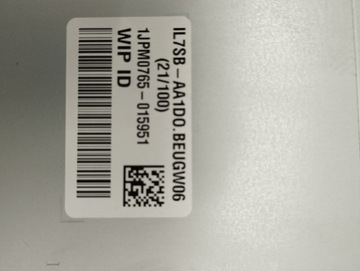 IL7SB-AA1DO.BEUGW06
(21/100)
1JPM0765-015951
WIP ID